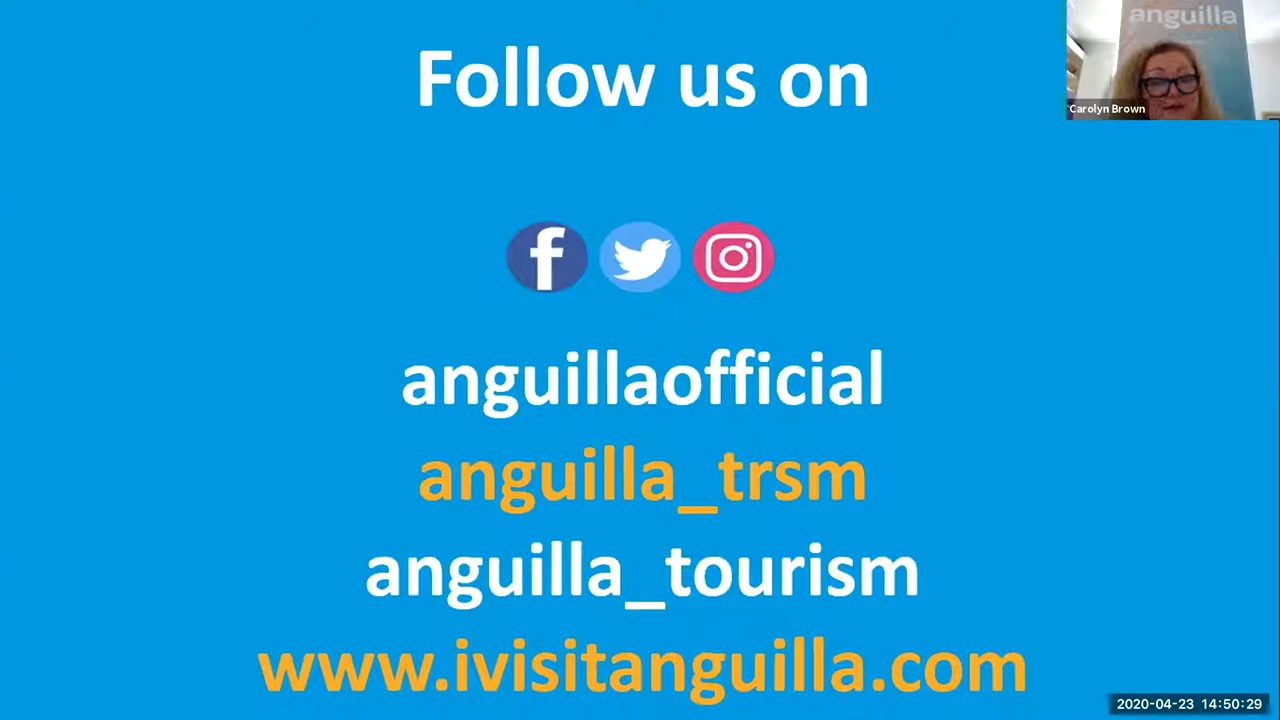 Follow us on
anguilla
Carolyn Brown
anguillaofficial
anguilla_trsm
anguilla_tourism
www.ivisitanguilla.com
2020-04-23 14:50:29